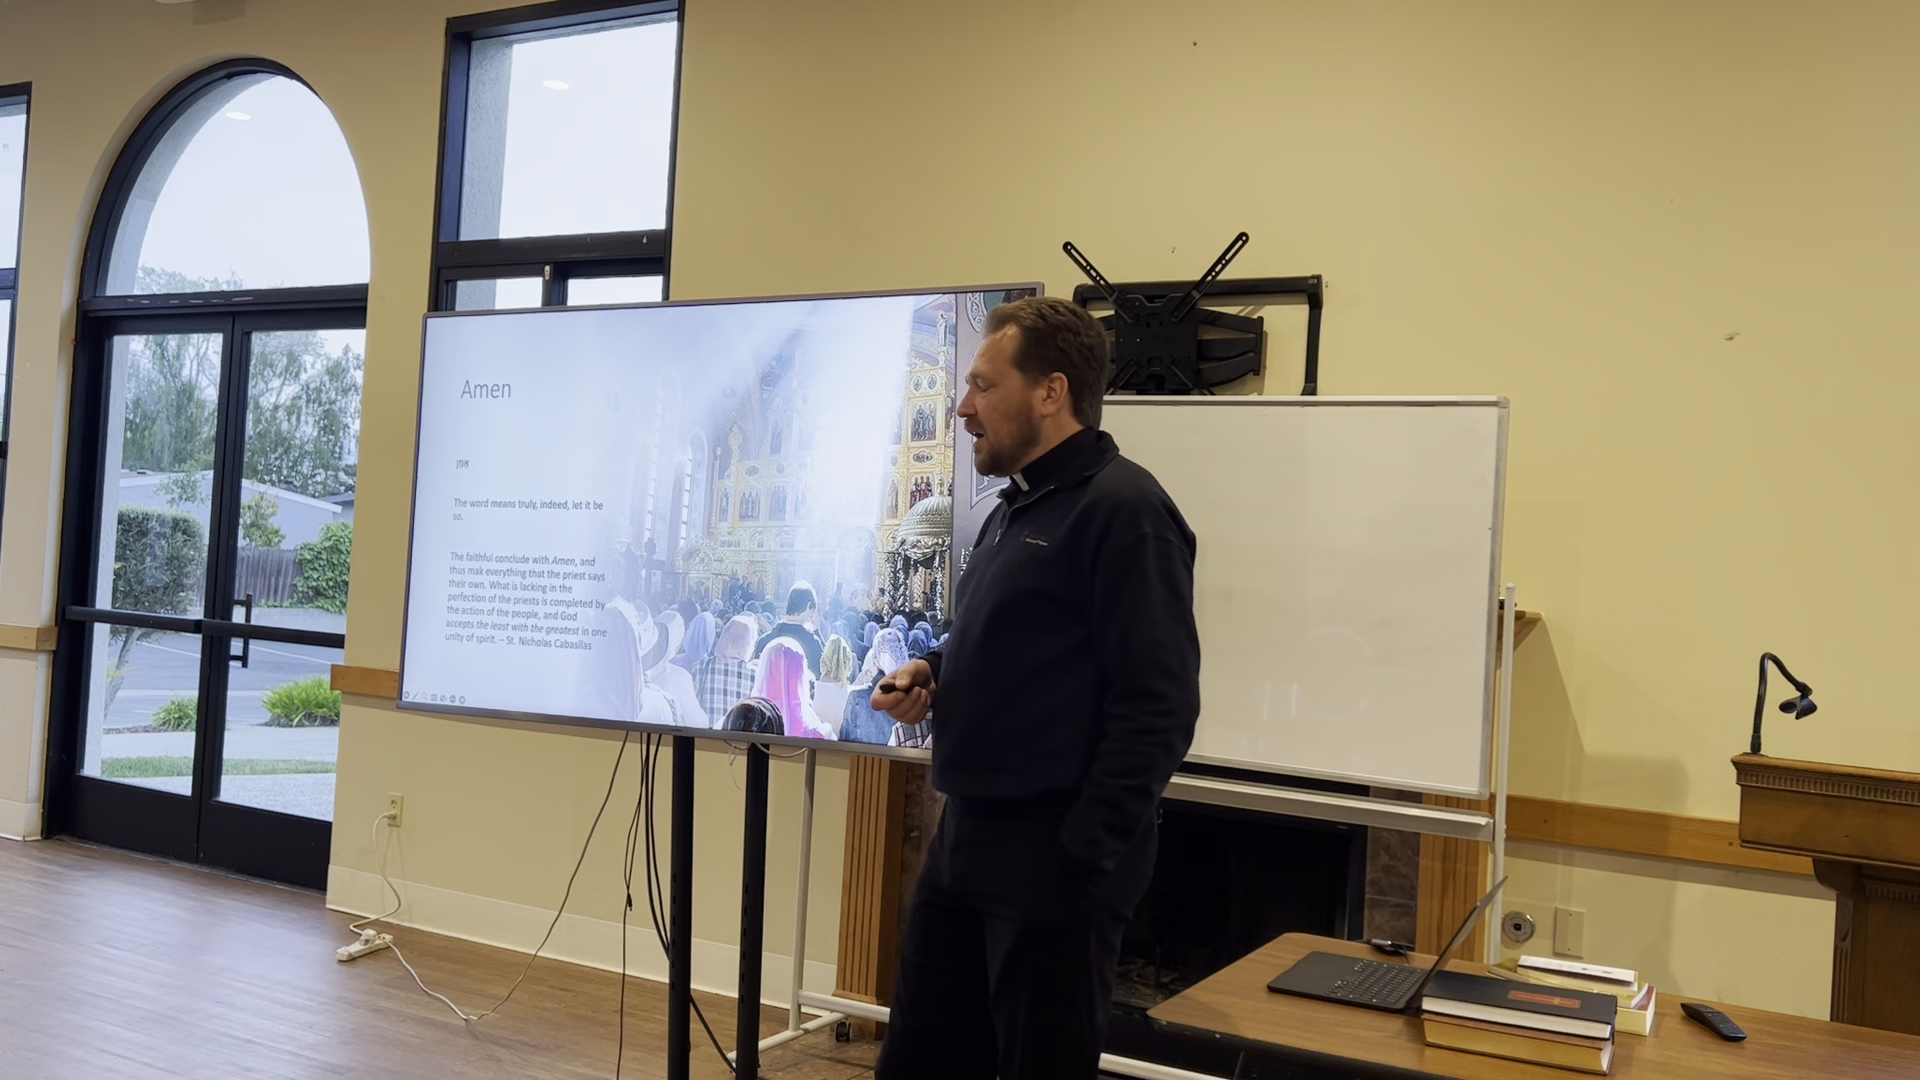 Amen
אָמֵן
The word means truly, indeed, let it be
so.
The faithful conclude with Amen, and
thus mak everything that the priest says
their own. What is lacking in the
perfection of the priests is completed by
the action of the people, and God
accepts the least with the greatest in one
unity of spirit. – St. Nicholas Cabasilas